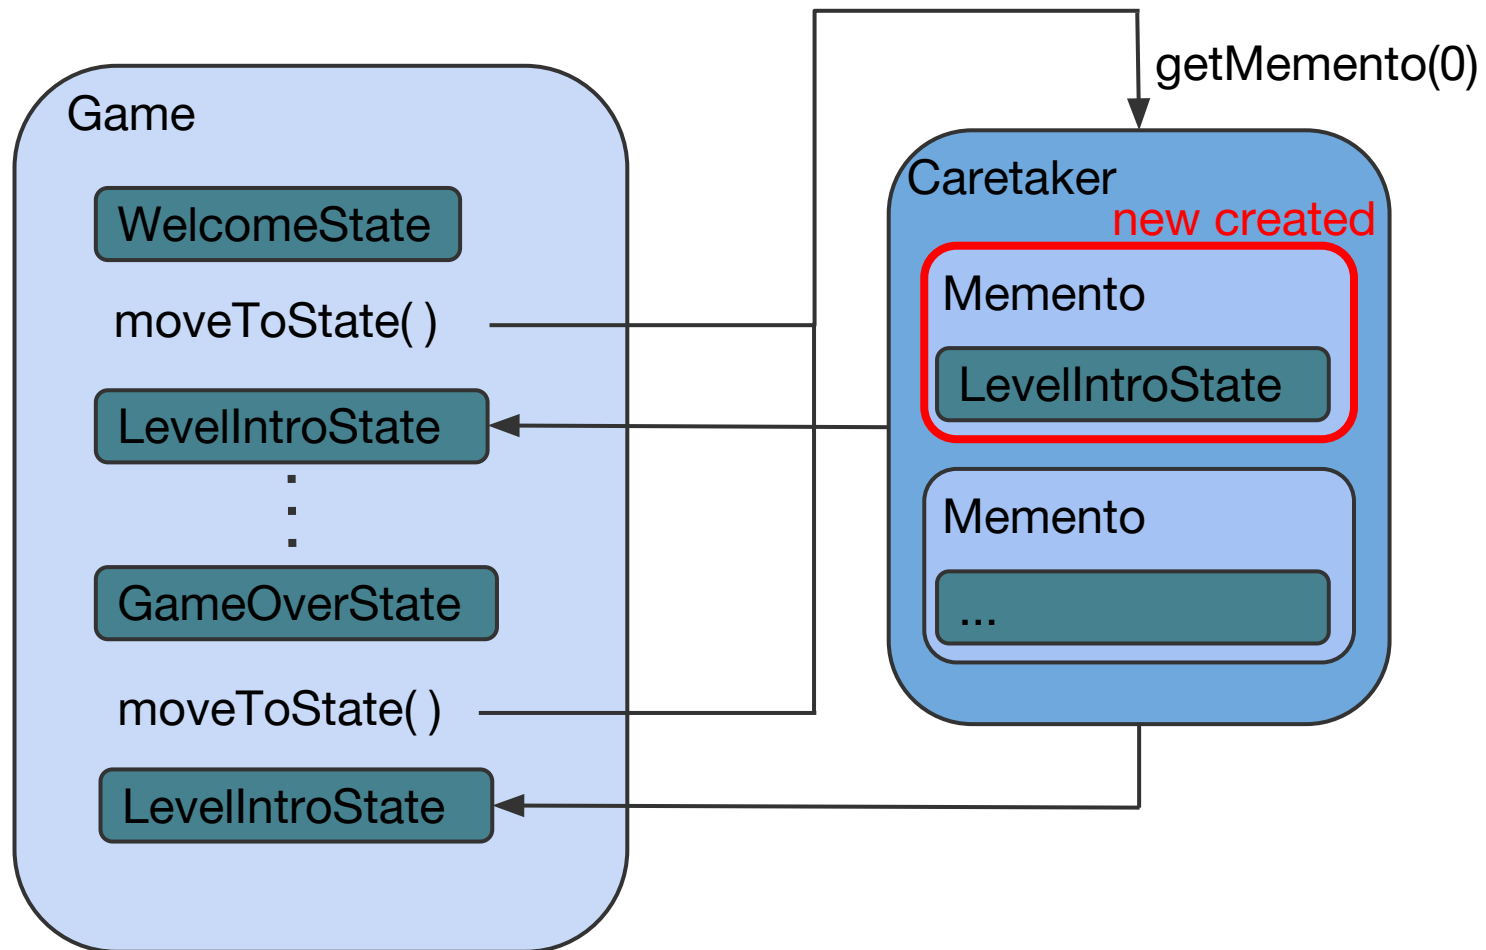 Game
WelcomeState
moveToState( )
LevelIntroState
GameOverState
moveToState( )
LevelIntroState
getMemento(0)
Caretaker
new created
Memento
LevelIntroState
Memento
...